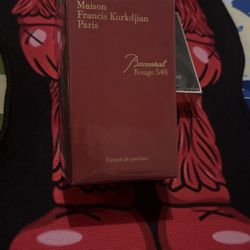 Maison
Francis Kurkdjian
Paris
Baccarat
Rouge 540
Extrait de parfum